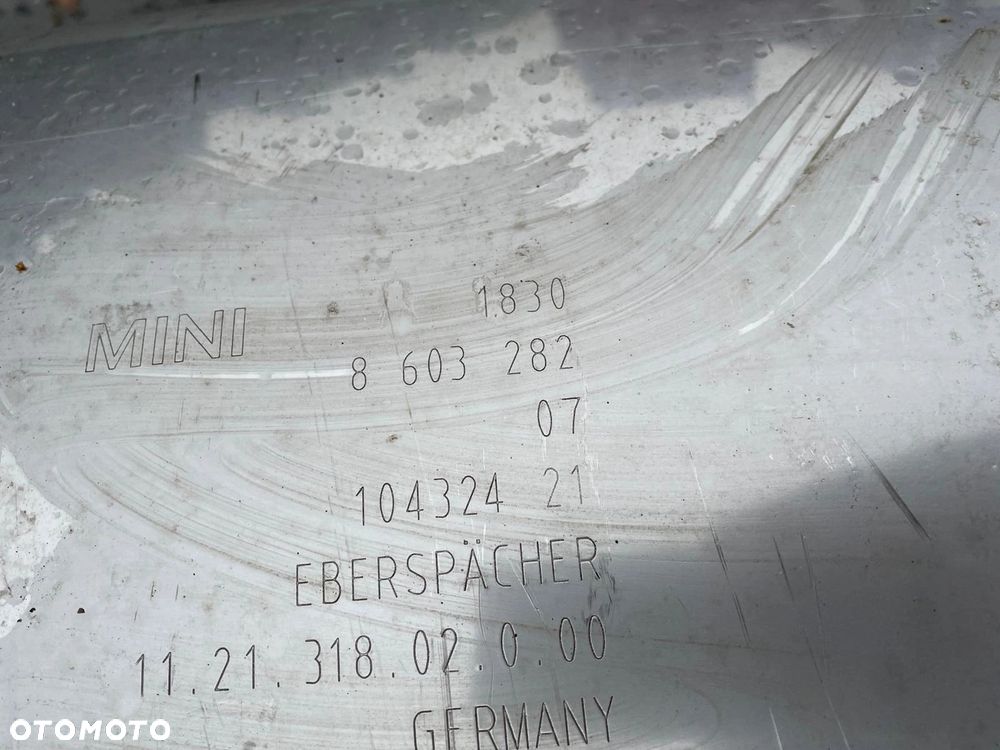 1830
MINI
8 603 282
07
104324 21
EBERSPÄCHER
11.21.318.02.0.00
GERMANY
OTOMOTO